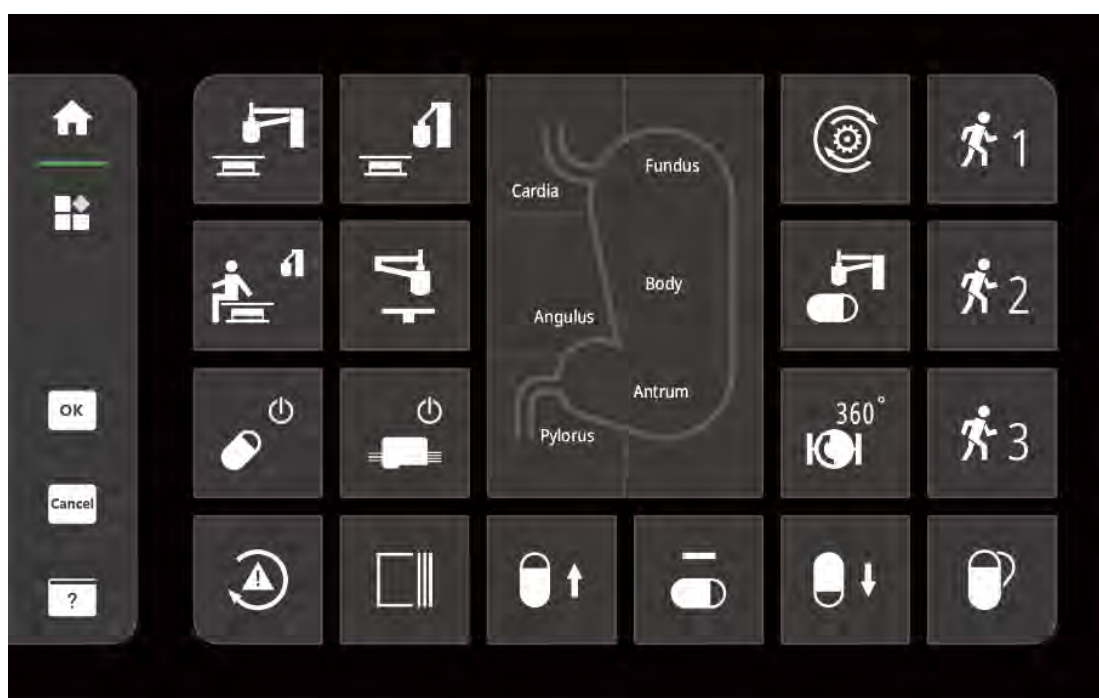 OK
Cancel
?
Cardia
Fundus
Body
Angulus
Antrum
Pylorus
360°
1
2
3